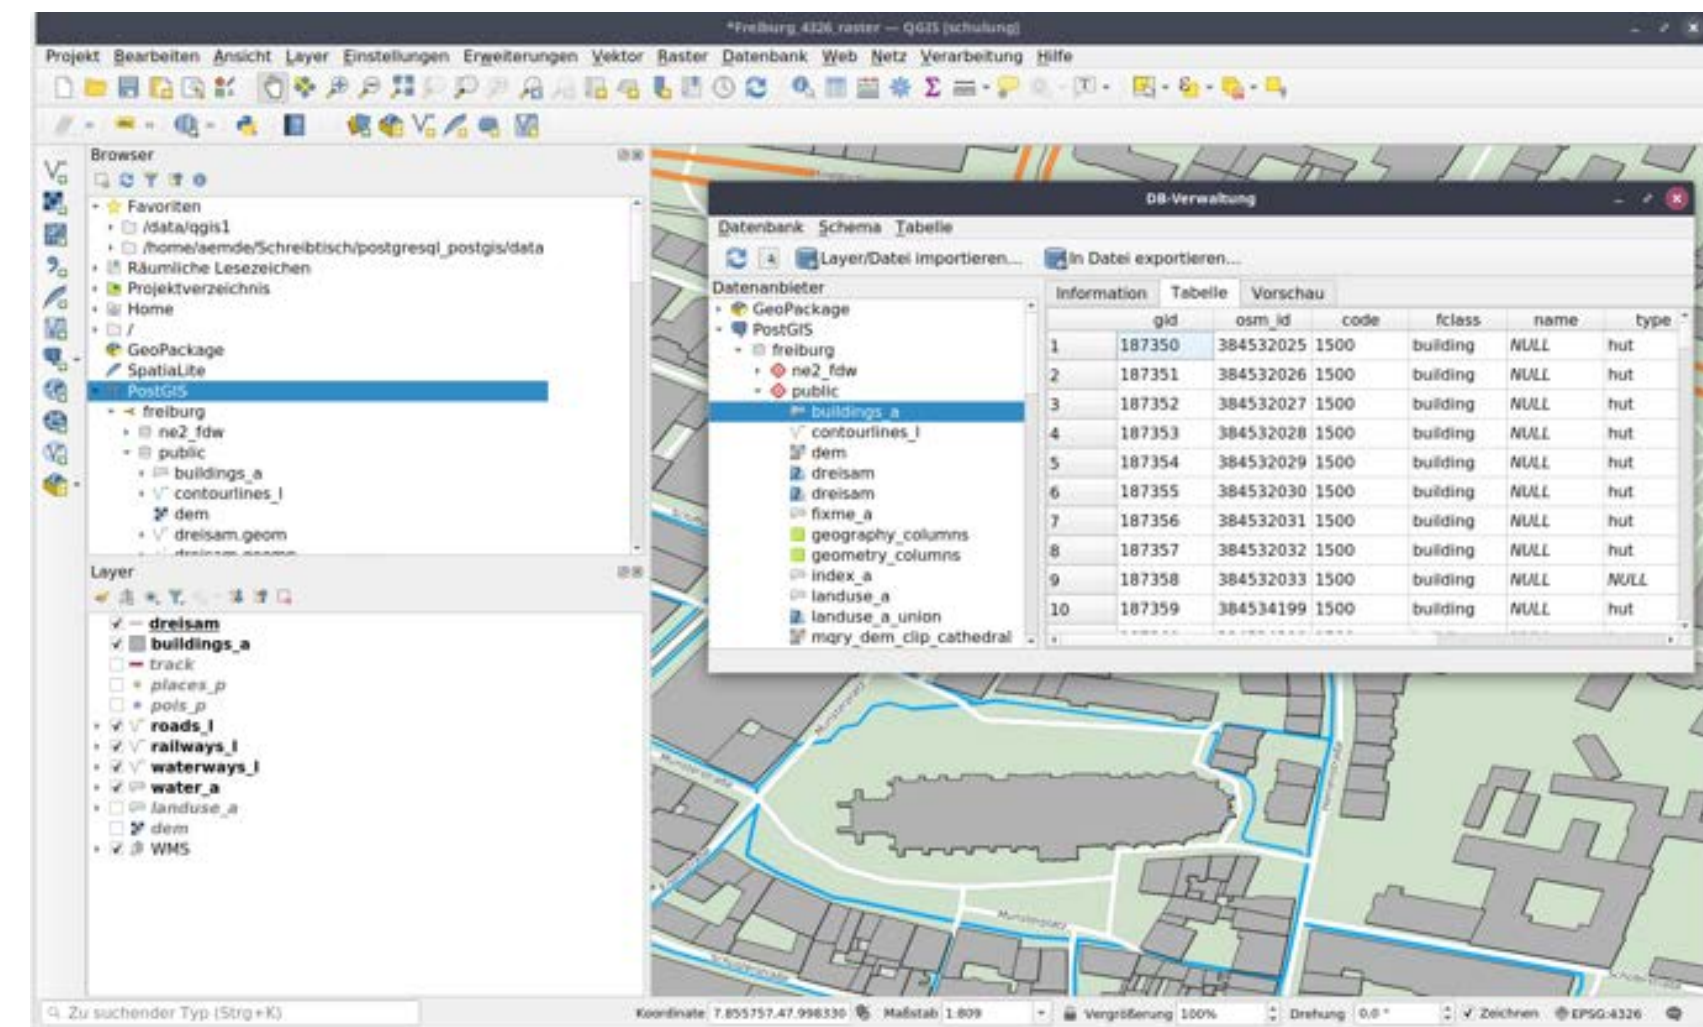 *Freiburg_4326_raster — QGIS [schulung]
Projekt Bearbeiten Ansicht Layer Einstellungen Erweiterungen Vektor Raster Datenbank Web Netz Verarbeitung Hilfe
Browser
Favoriten
/data/qgis1
/home/aemde/Schreibtisch/postgresql_postgis/data
Räumliche Lesezeichen
Projektverzeichnis
Home
/
GeoPackage
SpatiaLite
PostGIS
freiburg
ne2_fdw
public
buildings_a
contourlines_l
dem
dreisam.geom
Layer
dreisam
buildings_a
track
places_p
pois_p
roads_l
railways_l
waterways_l
water_a
landuse_a
dem
WMS
DB-Verwaltung
Datenbank Schema Tabelle
Layer/Datei importieren... In Datei exportieren...
Datenanbieter
GeoPackage
PostGIS
freiburg
ne2_fdw
public
buildings_a
contourlines_l
dem
dreisam
dreisam
fixme_a
geography_columns
geometry_columns
index_a
landuse_a
landuse_a_union
mqry_dem_clip_cathedral
Information Tabelle Vorschau
gid osm_id code fclass name type
1 187350 384532025 1500 building NULL hut
2 187351 384532026 1500 building NULL hut
3 187352 384532027 1500 building NULL hut
4 187353 384532028 1500 building NULL hut
5 187354 384532029 1500 building NULL hut
6 187355 384532030 1500 building NULL hut
7 187356 384532031 1500 building NULL hut
8 187357 384532032 1500 building NULL hut
9 187358 384532033 1500 building NULL NULL
10 187359 384534199 1500 building NULL hut
Münsterplatz
Münsterstraße
Münsterplatz
Schusterstraße
Zu suchender Typ (Strg+K)
Koordinate 7.855757,47.998330 Maßstab 1:809 Vergrößerung 100% Drehung 0,0 ° Zeichnen EPSG:4326